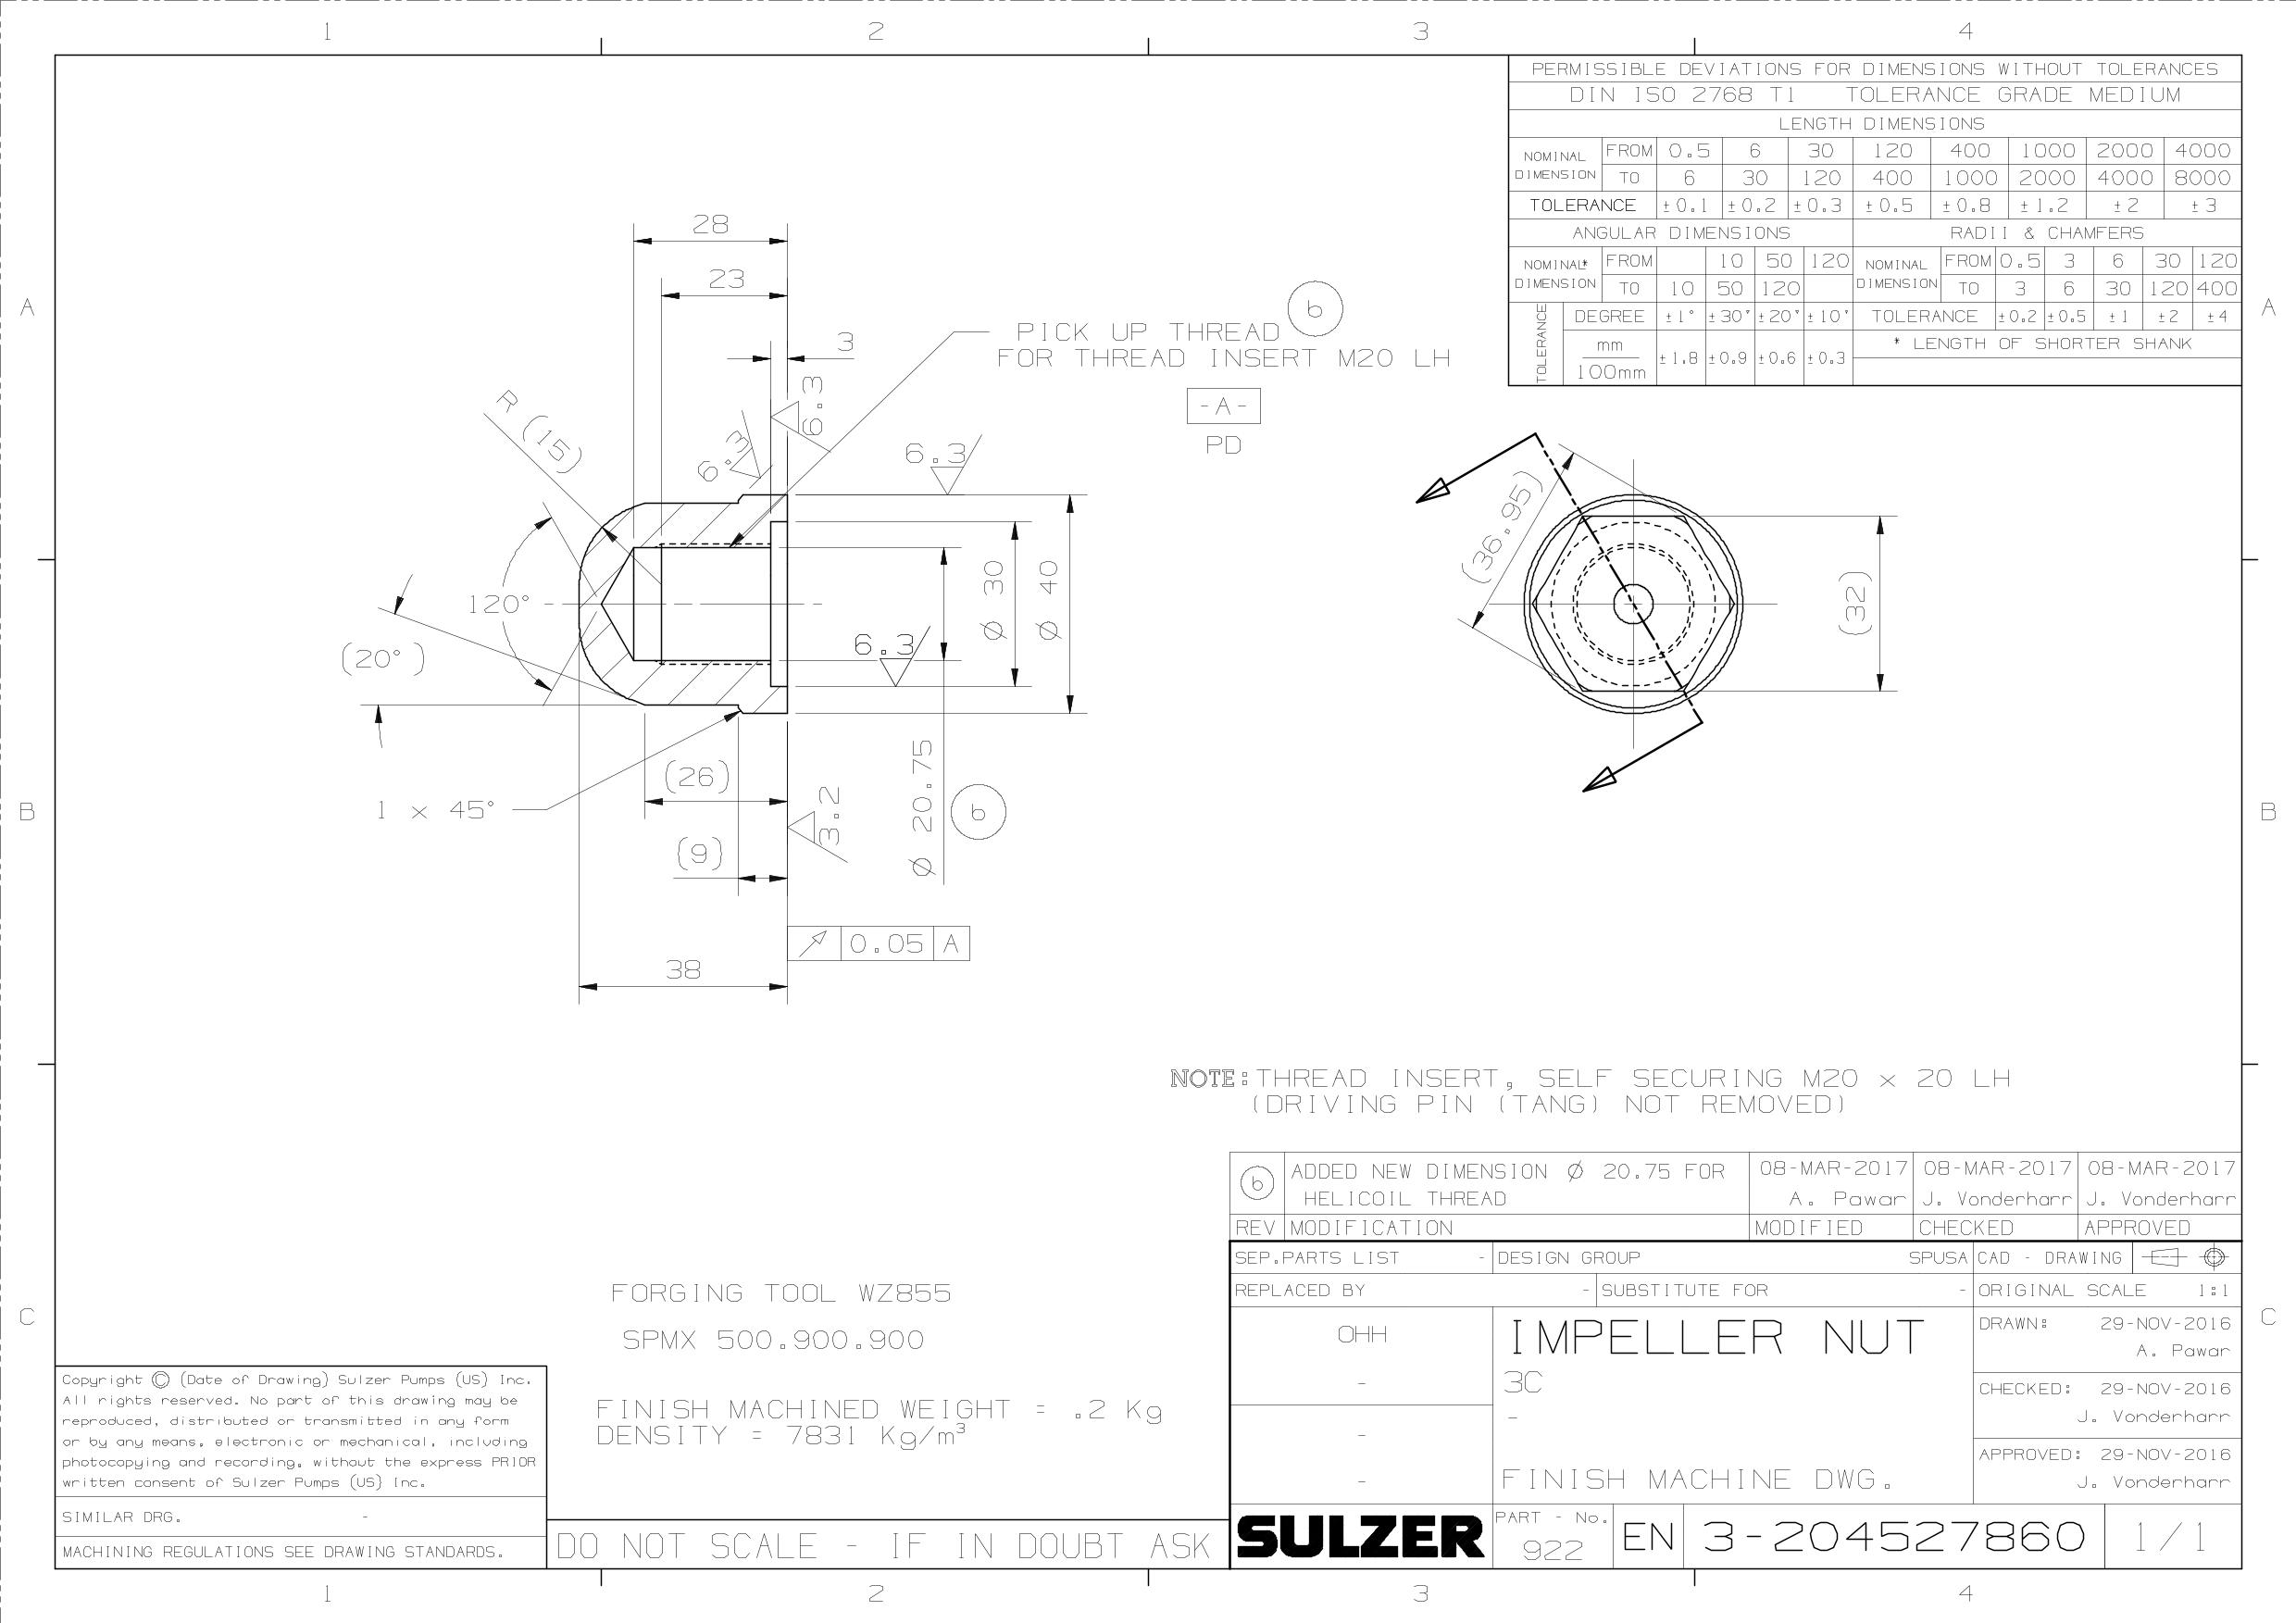 1 2 3 4
PERMISSIBLE DEVIATIONS FOR DIMENSIONS WITHOUT TOLERANCES
DIN ISO 2768 T1 TOLERANCE GRADE MEDIUM
LENGTH DIMENSIONS
NOMINAL DIMENSION FROM 0.5 6 30 120 400 1000 2000 4000
TO 6 30 120 400 1000 2000 4000 8000
TOLERANCE ±0.1 ±0.2 ±0.3 ±0.5 ±0.8 ±1.2 ±2 ±3
ANGULAR DIMENSIONS RADII & CHAMFERS
NOMINAL* DIMENSION FROM 10 50 120 NOMINAL DIMENSION FROM 0.5 3 6 30 120
TO 10 50 120 TO 3 6 30 120 400
TOLERANCE DEGREE ±1° ±30' ±20' ±10' TOLERANCE ±0.2 ±0.5 ±1 ±2 ±4
mm
100mm ±1.8 ±0.9 ±0.6 ±0.3
* LENGTH OF SHORTER SHANK
A A
28
23
3
b
PICK UP THREAD
FOR THREAD INSERT M20 LH
-A-
PD
R (15)
6.3
6.3
6.3
120°
(20°)
6.3
Ø 30
Ø 40
(36.95)
(32)
B B
1 x 45°
(26)
(9)
3.2
Ø 20.75
b
0.05 A
38
NOTE: THREAD INSERT, SELF SECURING M20 x 20 LH
(DRIVING PIN (TANG) NOT REMOVED)
b ADDED NEW DIMENSION Ø 20.75 FOR
HELICOIL THREAD
08-MAR-2017 08-MAR-2017 08-MAR-2017
A. Pawar J. Vonderharr J. Vonderharr
REV MODIFICATION MODIFIED CHECKED APPROVED
SEP.PARTS LIST - DESIGN GROUP SPUSA CAD - DRAWING
REPLACED BY - SUBSTITUTE FOR - ORIGINAL SCALE 1:1
C C
FORGING TOOL WZ855
SPMX 500.900.900
FINISH MACHINED WEIGHT = .2 Kg
DENSITY = 7831 Kg/m³
OHH
-
-
-
IMPELLER NUT
3C
-
FINISH MACHINE DWG.
DRAWN: 29-NOV-2016
A. Pawar
CHECKED: 29-NOV-2016
J. Vonderharr
APPROVED: 29-NOV-2016
J. Vonderharr
Copyright © (Date of Drawing) Sulzer Pumps (US) Inc.
All rights reserved. No part of this drawing may be
reproduced, distributed or transmitted in any form
or by any means, electronic or mechanical, including
photocopying and recording, without the express PRIOR
written consent of Sulzer Pumps (US) Inc.
SIMILAR DRG. -
MACHINING REGULATIONS SEE DRAWING STANDARDS.
DO NOT SCALE - IF IN DOUBT ASK
SULZER
PART - No.
922
EN 3-204527860 1/1
1 2 3 4